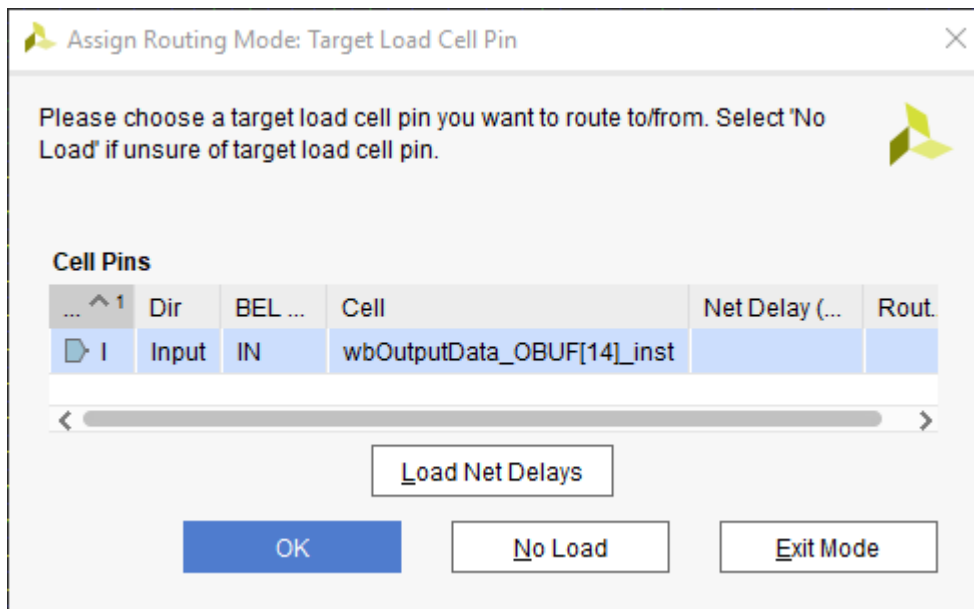 Assign Routing Mode: Target Load Cell Pin
Please choose a target load cell pin you want to route to/from. Select 'No
Load' if unsure of target load cell pin.
Cell Pins
... 1 Dir BEL ... Cell Net Delay (... Rout..
I Input IN wbOutputData_OBUF[14]_inst
Load Net Delays
OK No Load Exit Mode